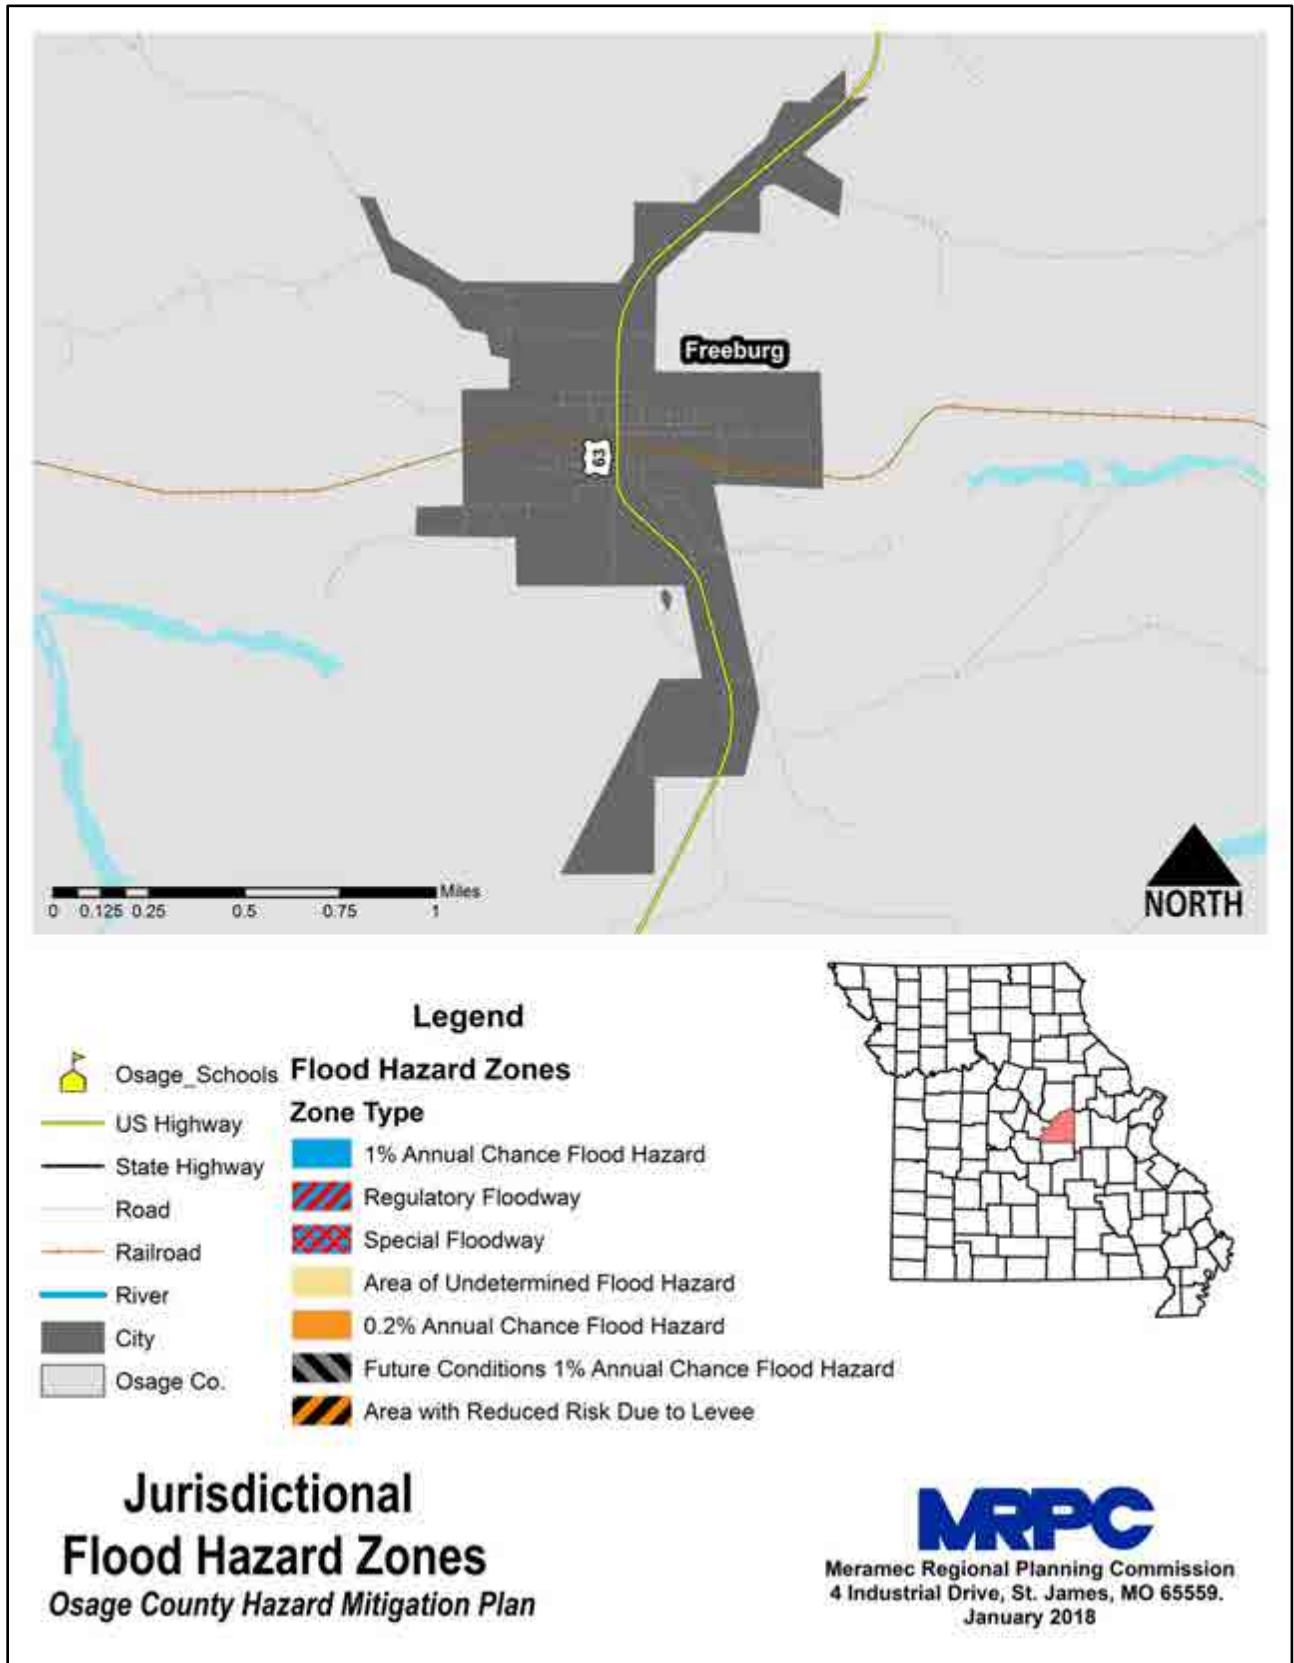 Freeburg
63
Miles
0 0.125 0.25 0.5 0.75 1
NORTH
Legend
Osage_Schools
US Highway
State Highway
Road
Railroad
River
City
Osage Co.
Flood Hazard Zones
Zone Type
1% Annual Chance Flood Hazard
Regulatory Floodway
Special Floodway
Area of Undetermined Flood Hazard
0.2% Annual Chance Flood Hazard
Future Conditions 1% Annual Chance Flood Hazard
Area with Reduced Risk Due to Levee
Jurisdictional
Flood Hazard Zones
Osage County Hazard Mitigation Plan
MRPC
Meramec Regional Planning Commission
4 Industrial Drive, St. James, MO 65559.
January 2018